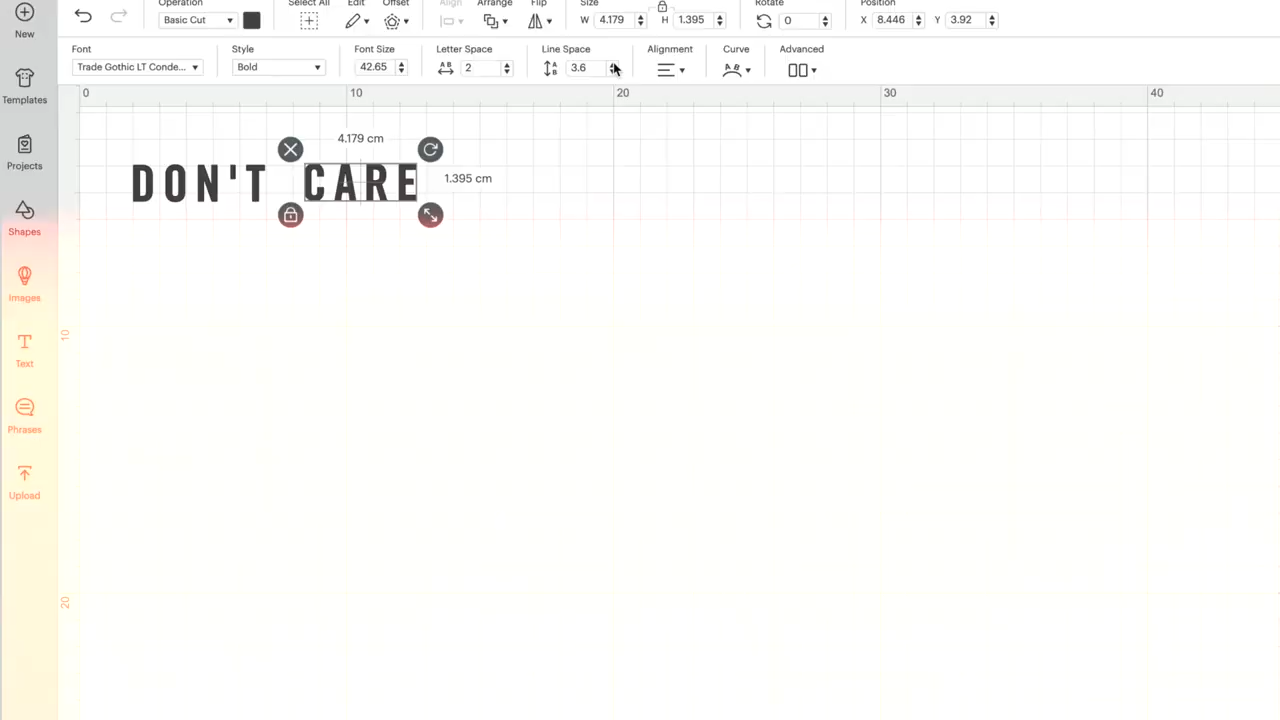 Operation Select All Edit Offset Align Arrange Flip Size Rotate Position
New Basic Cut W 4.179 H 1.395 0 X 8.446 Y 3.92
Font Style Font Size Letter Space Line Space Alignment Curve Advanced
Trade Gothic LT Conde... Bold 42.65 2 3.6
0 10 20 30 40
Templates
4.179 cm
Projects
DON'T CARE 1.395 cm
Shapes
Images
10
Text
Phrases
Upload
20